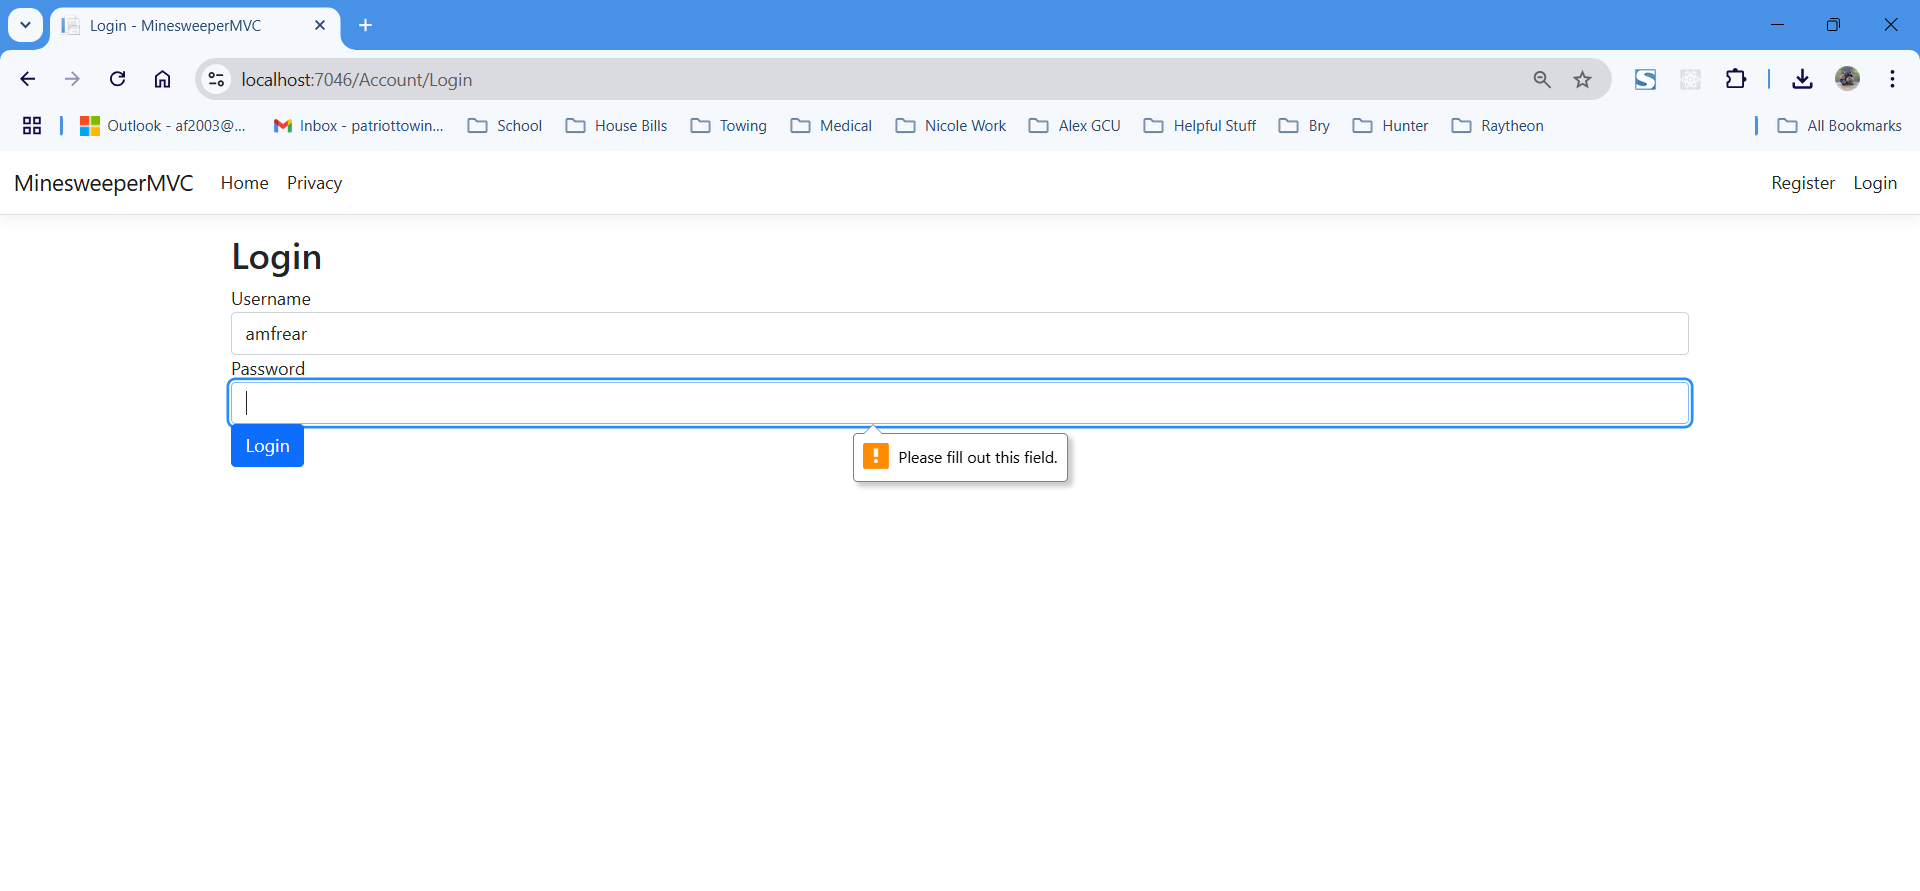 Login - MinesweeperMVC
localhost:7046/Account/Login
Outlook - af2003@... Inbox - patriottowin... School House Bills Towing Medical Nicole Work Alex GCU Helpful Stuff Bry Hunter Raytheon All Bookmarks
MinesweeperMVC Home Privacy Register Login
Login
Username
amfrear
Password
Login
Please fill out this field.